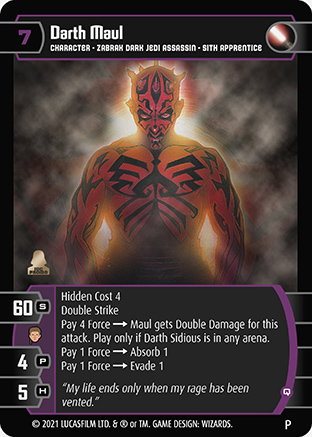 7
Darth Maul
CHARACTER • ZABRAK DARK JEDI ASSASSIN • SITH APPRENTICE
60 S
4 P
5 H
Hidden Cost 4
Double Strike
Pay 4 Force → Maul gets Double Damage for this
attack. Play only if Darth Sidious is in any arena.
Pay 1 Force → Absorb 1
Pay 1 Force → Evade 1
“My life ends only when my rage has been
vented.”
Q
© 2021 LUCASFILM LTD. & ® or TM. GAME DESIGN: WIZARDS.
P